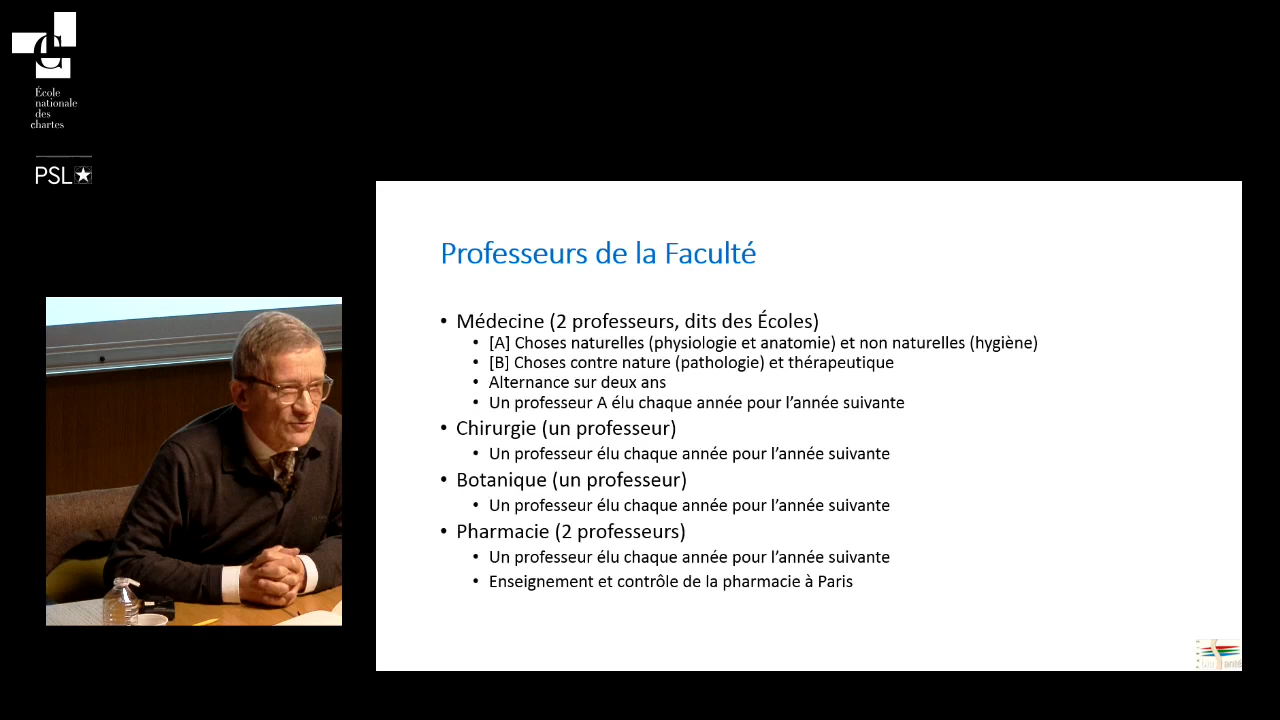 École
nationale
des
chartes
PSL
Professeurs de la Faculté
• Médecine (2 professeurs, dits des Écoles)
• [A] Choses naturelles (physiologie et anatomie) et non naturelles (hygiène)
• [B] Choses contre nature (pathologie) et thérapeutique
• Alternance sur deux ans
• Un professeur A élu chaque année pour l’année suivante
• Chirurgie (un professeur)
• Un professeur élu chaque année pour l’année suivante
• Botanique (un professeur)
• Un professeur élu chaque année pour l’année suivante
• Pharmacie (2 professeurs)
• Un professeur élu chaque année pour l’année suivante
• Enseignement et contrôle de la pharmacie à Paris